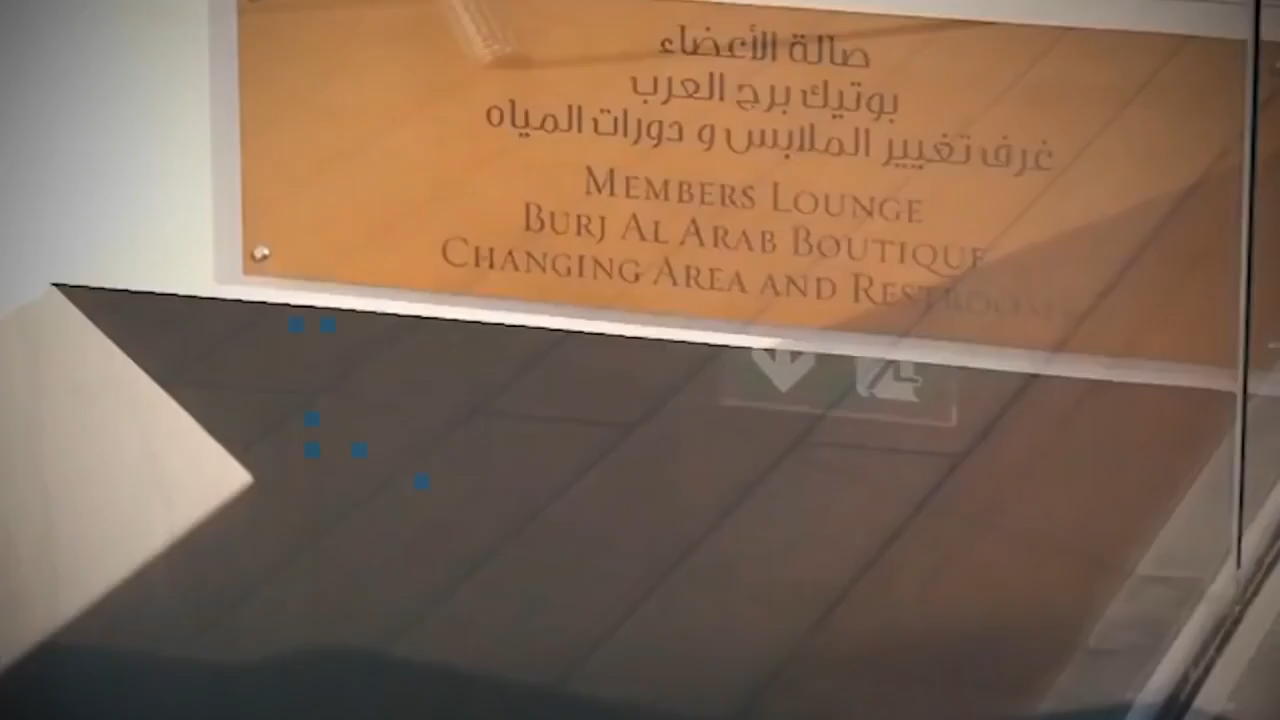 صالة الأعضاء
بوتيك برج العرب
غرف تغيير الملابس و دورات المياه
MEMBERS LOUNGE
BURJ AL ARAB BOUTIQUE
CHANGING AREA AND RESTROOMS